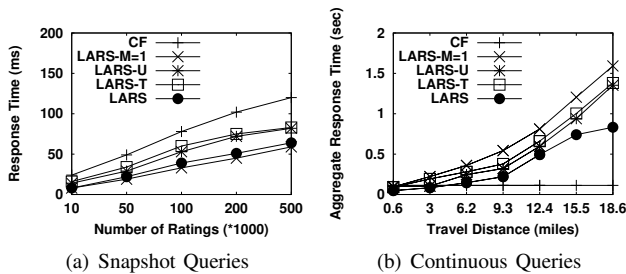 Response Time (ms)
200
150
100
50
0
CF
LARS-M=1
LARS-U
LARS-T
LARS
10 50 100 200 500
Number of Ratings (*1000)
(a) Snapshot Queries
Aggregate Response Time (sec)
2
1.5
1
0.5
0
CF
LARS-M=1
LARS-U
LARS-T
LARS
0.6 3 6.2 9.3 12.4 15.5 18.6
Travel Distance (miles)
(b) Continuous Queries